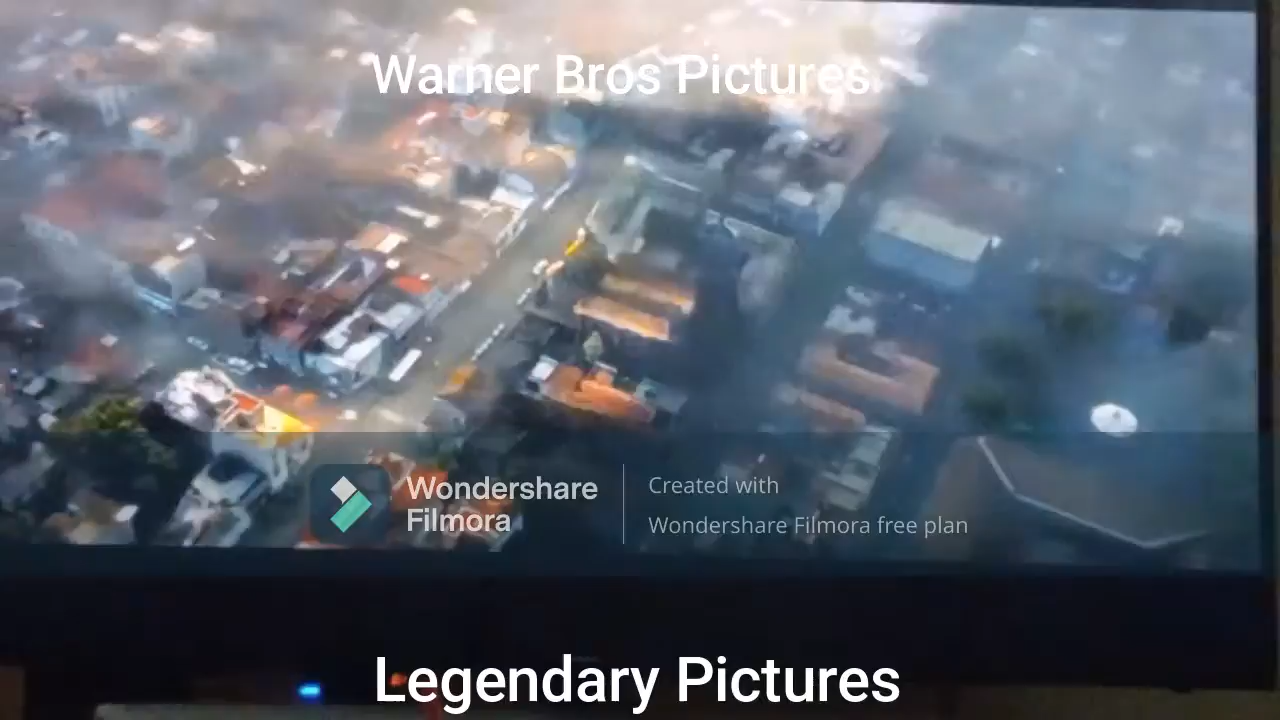 Warner Bros Pictures
Wondershare
Filmora
Created with
Wondershare Filmora free plan
Legendary Pictures